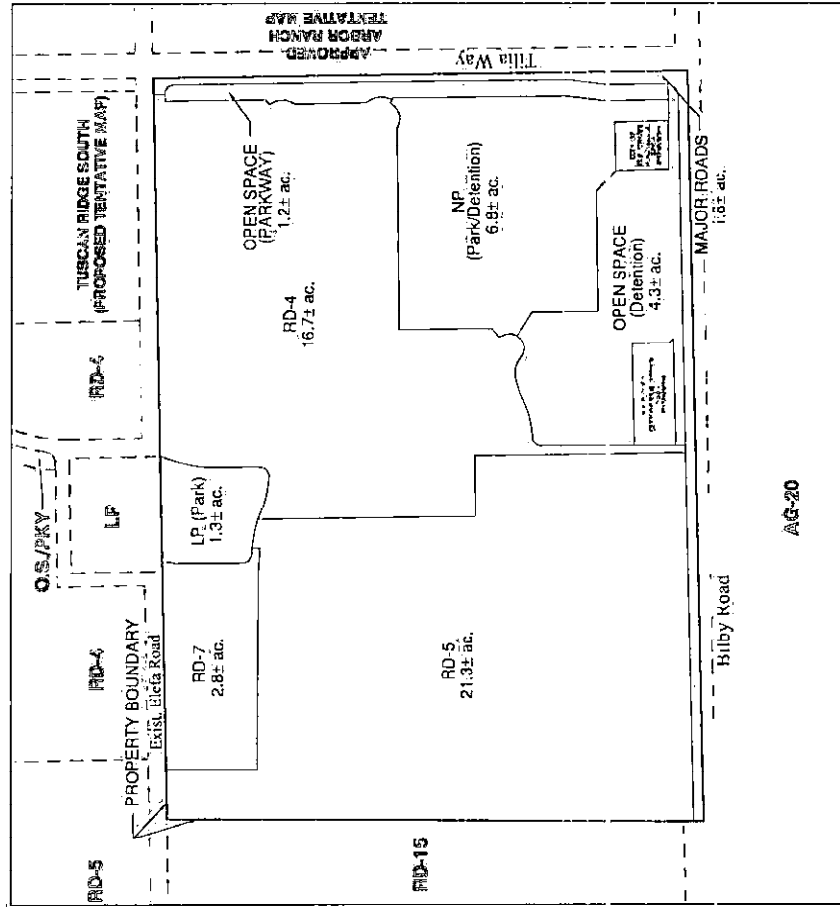 APPROVED
ARBOR RANCH
TENTATIVE MAP
Tilia Way
TUSCAN RIDGE SOUTH
(PROPOSED TENTATIVE MAP)
RD-4
O.S./PKY
LP
RD-4
PROPERTY BOUNDARY
Exist. Elefa Road
RD-5
OPEN SPACE
(PARKWAY)
1.2± ac.
RD-4
16.7± ac.
NP
(Park/Detention)
6.8± ac.
LP (Park)
1.3± ac.
RD-7
2.8± ac.
RD-5
21.3± ac.
OPEN SPACE
(Detention)
4.3± ac.
MAJOR ROADS
1.6± ac.
RD-15
Bilby Road
AG-20